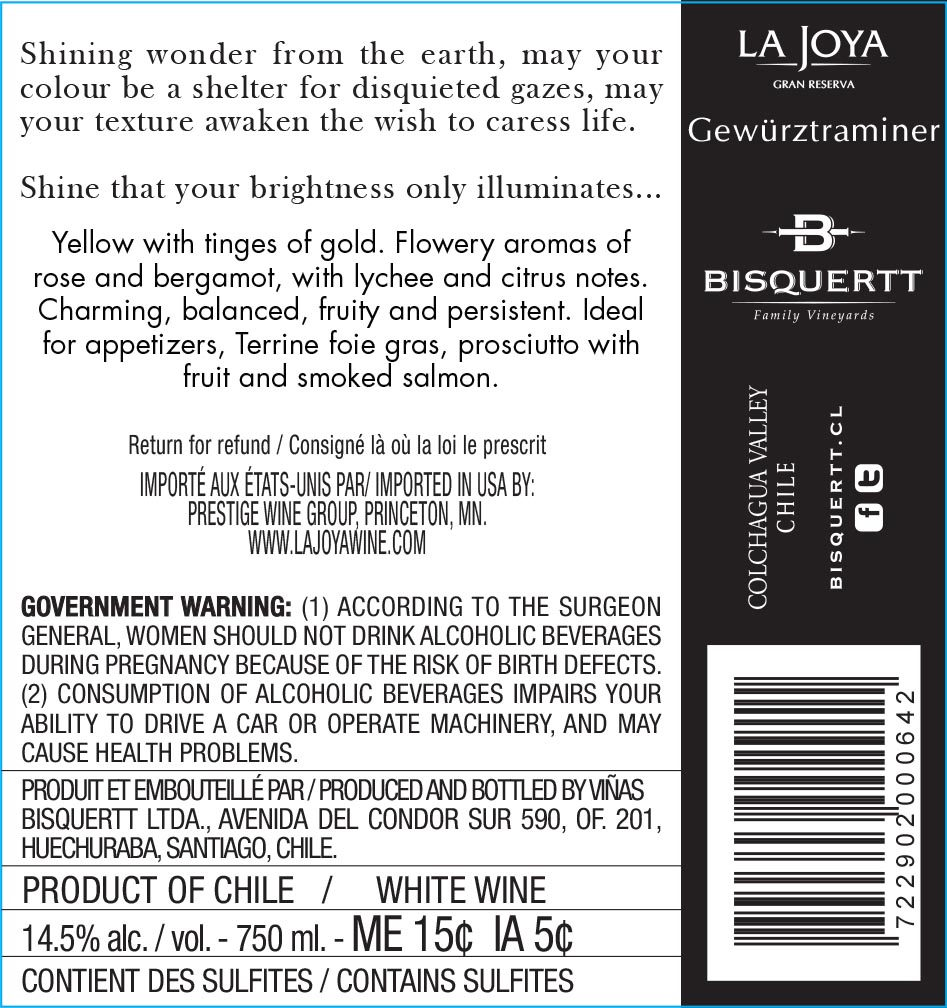 Shining wonder from the earth, may your
colour be a shelter for disquieted gazes, may
your texture awaken the wish to caress life.
Shine that your brightness only illuminates...
Yellow with tinges of gold. Flowery aromas of
rose and bergamot, with lychee and citrus notes.
Charming, balanced, fruity and persistent. Ideal
for appetizers, Terrine foie gras, prosciutto with
fruit and smoked salmon.
Return for refund / Consigné là où la loi le prescrit
IMPORTÉ AUX ÉTATS-UNIS PAR/ IMPORTED IN USA BY:
PRESTIGE WINE GROUP, PRINCETON, MN.
WWW.LAJOYAWINE.COM
GOVERNMENT WARNING: (1) ACCORDING TO THE SURGEON
GENERAL, WOMEN SHOULD NOT DRINK ALCOHOLIC BEVERAGES
DURING PREGNANCY BECAUSE OF THE RISK OF BIRTH DEFECTS.
(2) CONSUMPTION OF ALCOHOLIC BEVERAGES IMPAIRS YOUR
ABILITY TO DRIVE A CAR OR OPERATE MACHINERY, AND MAY
CAUSE HEALTH PROBLEMS.
PRODUIT ET EMBOUTEILLÉ PAR / PRODUCED AND BOTTLED BY VIÑAS
BISQUERTT LTDA., AVENIDA DEL CONDOR SUR 590, OF. 201,
HUECHURABA, SANTIAGO, CHILE.
PRODUCT OF CHILE / WHITE WINE
14.5% alc. / vol. - 750 ml. - ME 15¢ IA 5¢
CONTIENT DES SULFITES / CONTAINS SULFITES
LA JOYA
GRAN RESERVA
Gewürztraminer
B
BISQUERTT
Family Vineyards
COLCHAGUA VALLEY
CHILE
BISQUERTT.CL
f t
722902000642